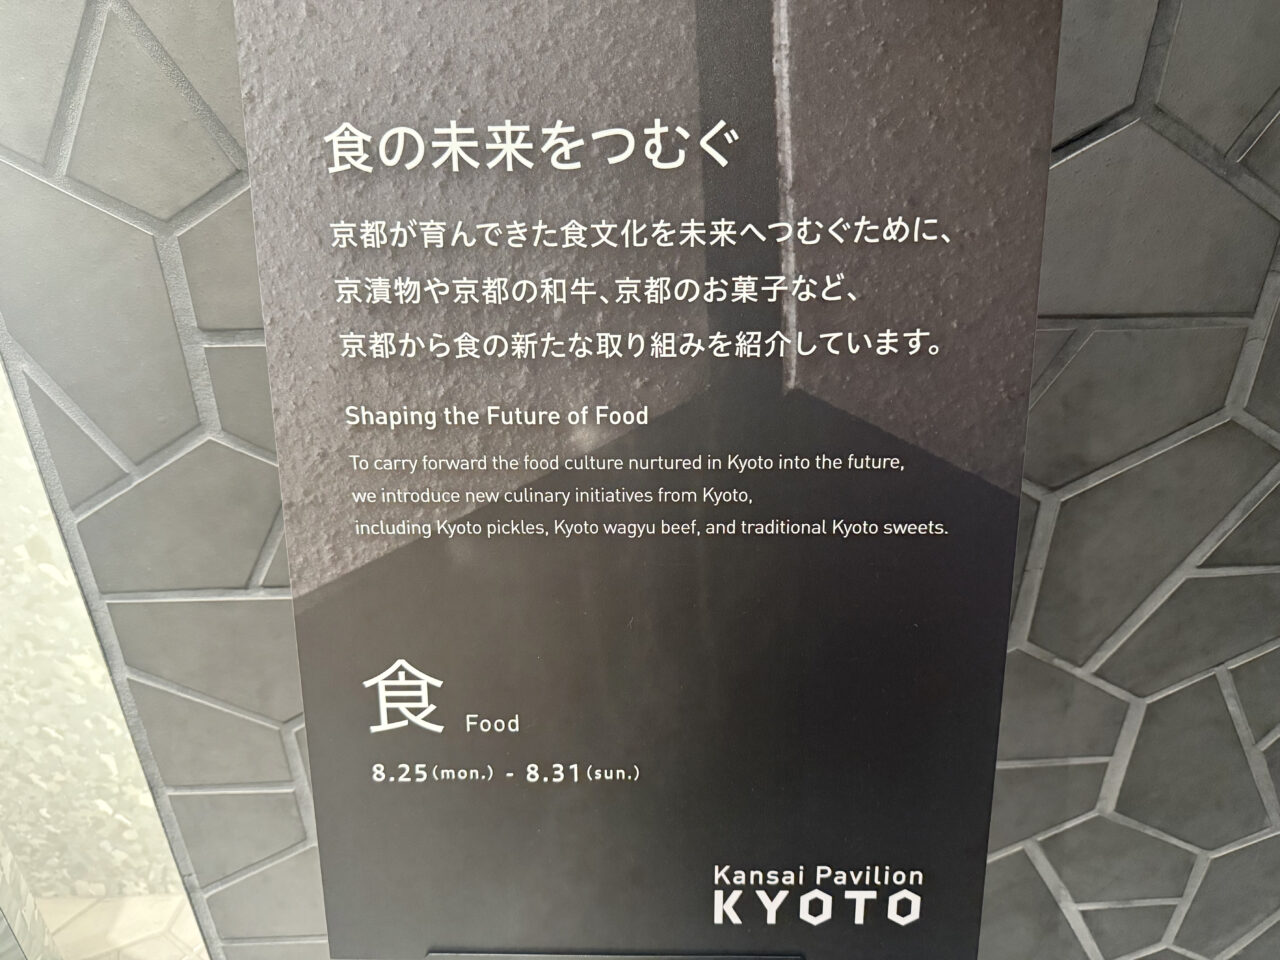 食の未来をつむぐ
京都が育んできた食文化を未来へつむぐために、
京漬物や京都の和牛、京都のお菓子など、
京都から食の新たな取り組みを紹介しています。
Shaping the Future of Food
To carry forward the food culture nurtured in Kyoto into the future,
we introduce new culinary initiatives from Kyoto,
including Kyoto pickles, Kyoto wagyu beef, and traditional Kyoto sweets.
食 Food
8.25(mon.) - 8.31(sun.)
Kansai Pavilion
KYOTO